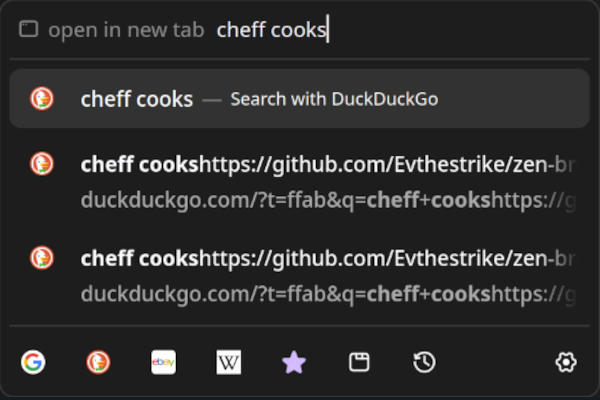 open in new tab cheff cooks
cheff cooks — Search with DuckDuckGo
cheff cookshttps://github.com/Evthestrike/zen-br
duckduckgo.com/?t=ffab&q=cheff+cookshttps://g
cheff cookshttps://github.com/Evthestrike/zen-br
duckduckgo.com/?t=ffab&q=cheff+cookshttps://g
G ebay W